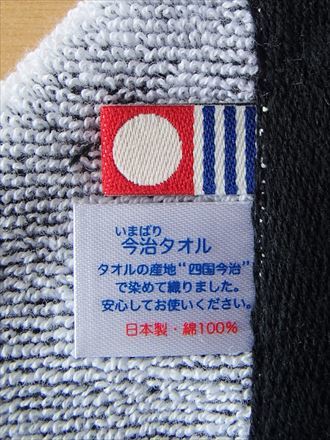 いまばり
今治タオル
タオルの産地“四国今治”
で染めて織りました。
安心してお使いください。
日本製・綿100%